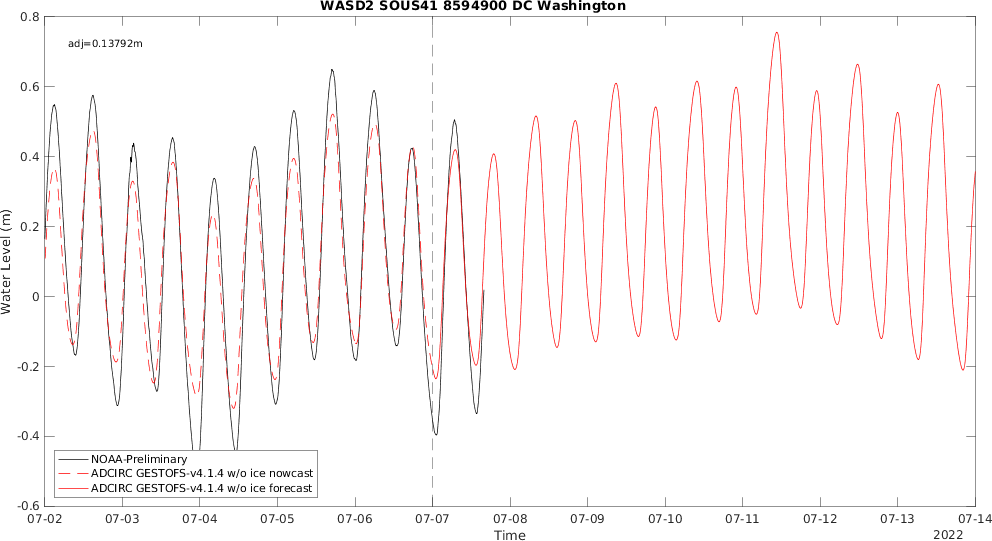 WASD2 SOUS41 8594900 DC Washington
adj=0.13792m
0.8
0.6
0.4
0.2
0
-0.2
-0.4
-0.6
Water Level (m)
NOAA-Preliminary
ADCIRC GESTOFS-v4.1.4 w/o ice nowcast
ADCIRC GESTOFS-v4.1.4 w/o ice forecast
07-02 07-03 07-04 07-05 07-06 07-07 07-08 07-09 07-10 07-11 07-12 07-13 07-14
Time
2022